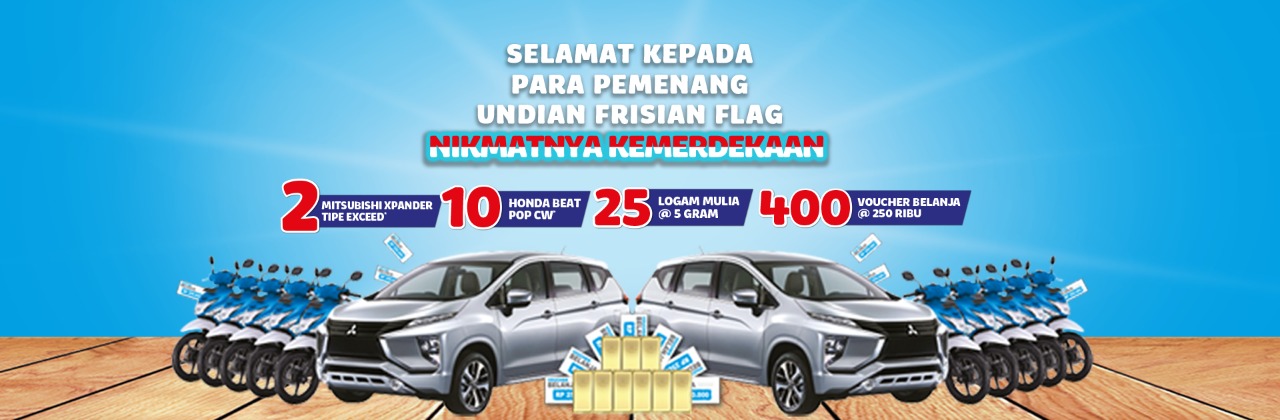 SELAMAT KEPADA
PARA PEMENANG
UNDIAN FRISIAN FLAG
NIKMATNYA KEMERDEKAAN
2 MITSUBISHI XPANDER
TIPE EXCEED*
10 HONDA BEAT
POP CW*
25 LOGAM MULIA
@ 5 GRAM
400 VOUCHER BELANJA
@ 250 RIBU